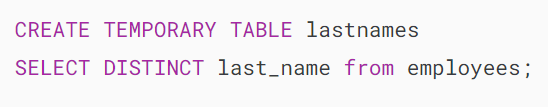 CREATE TEMPORARY TABLE lastnames
SELECT DISTINCT last_name from employees;